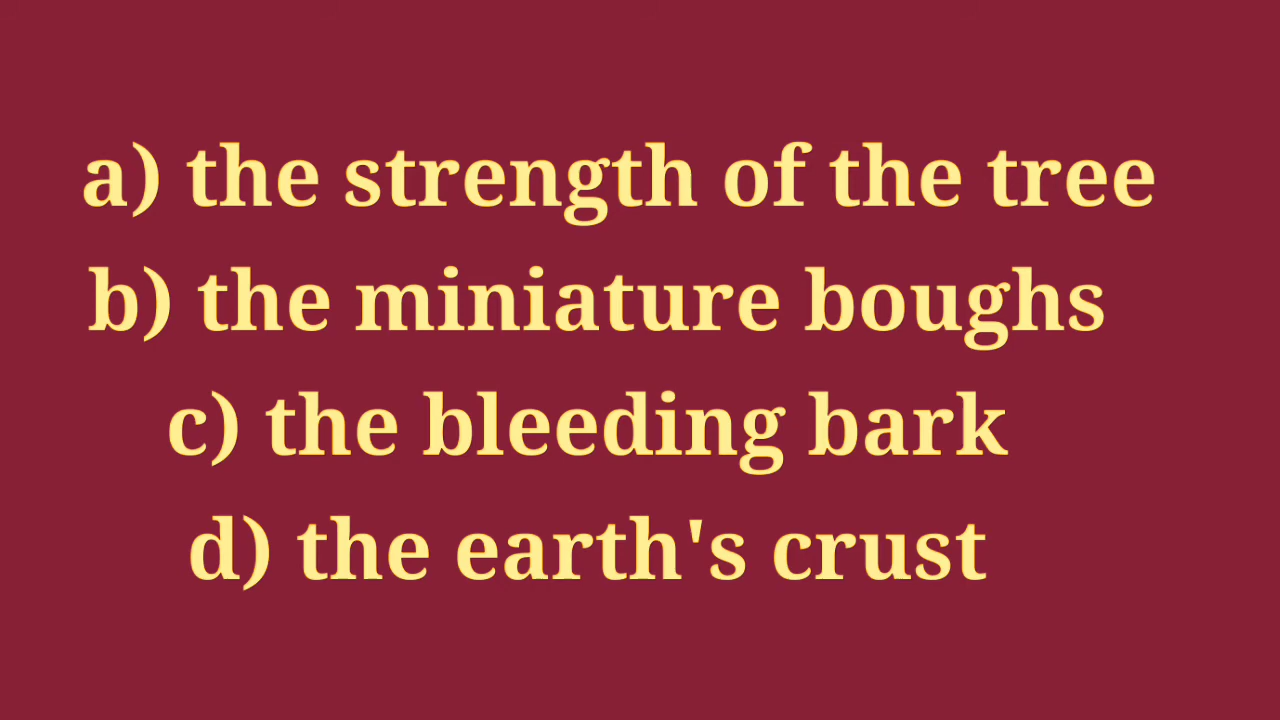 a) the strength of the tree
b) the miniature boughs
c) the bleeding bark
d) the earth's crust